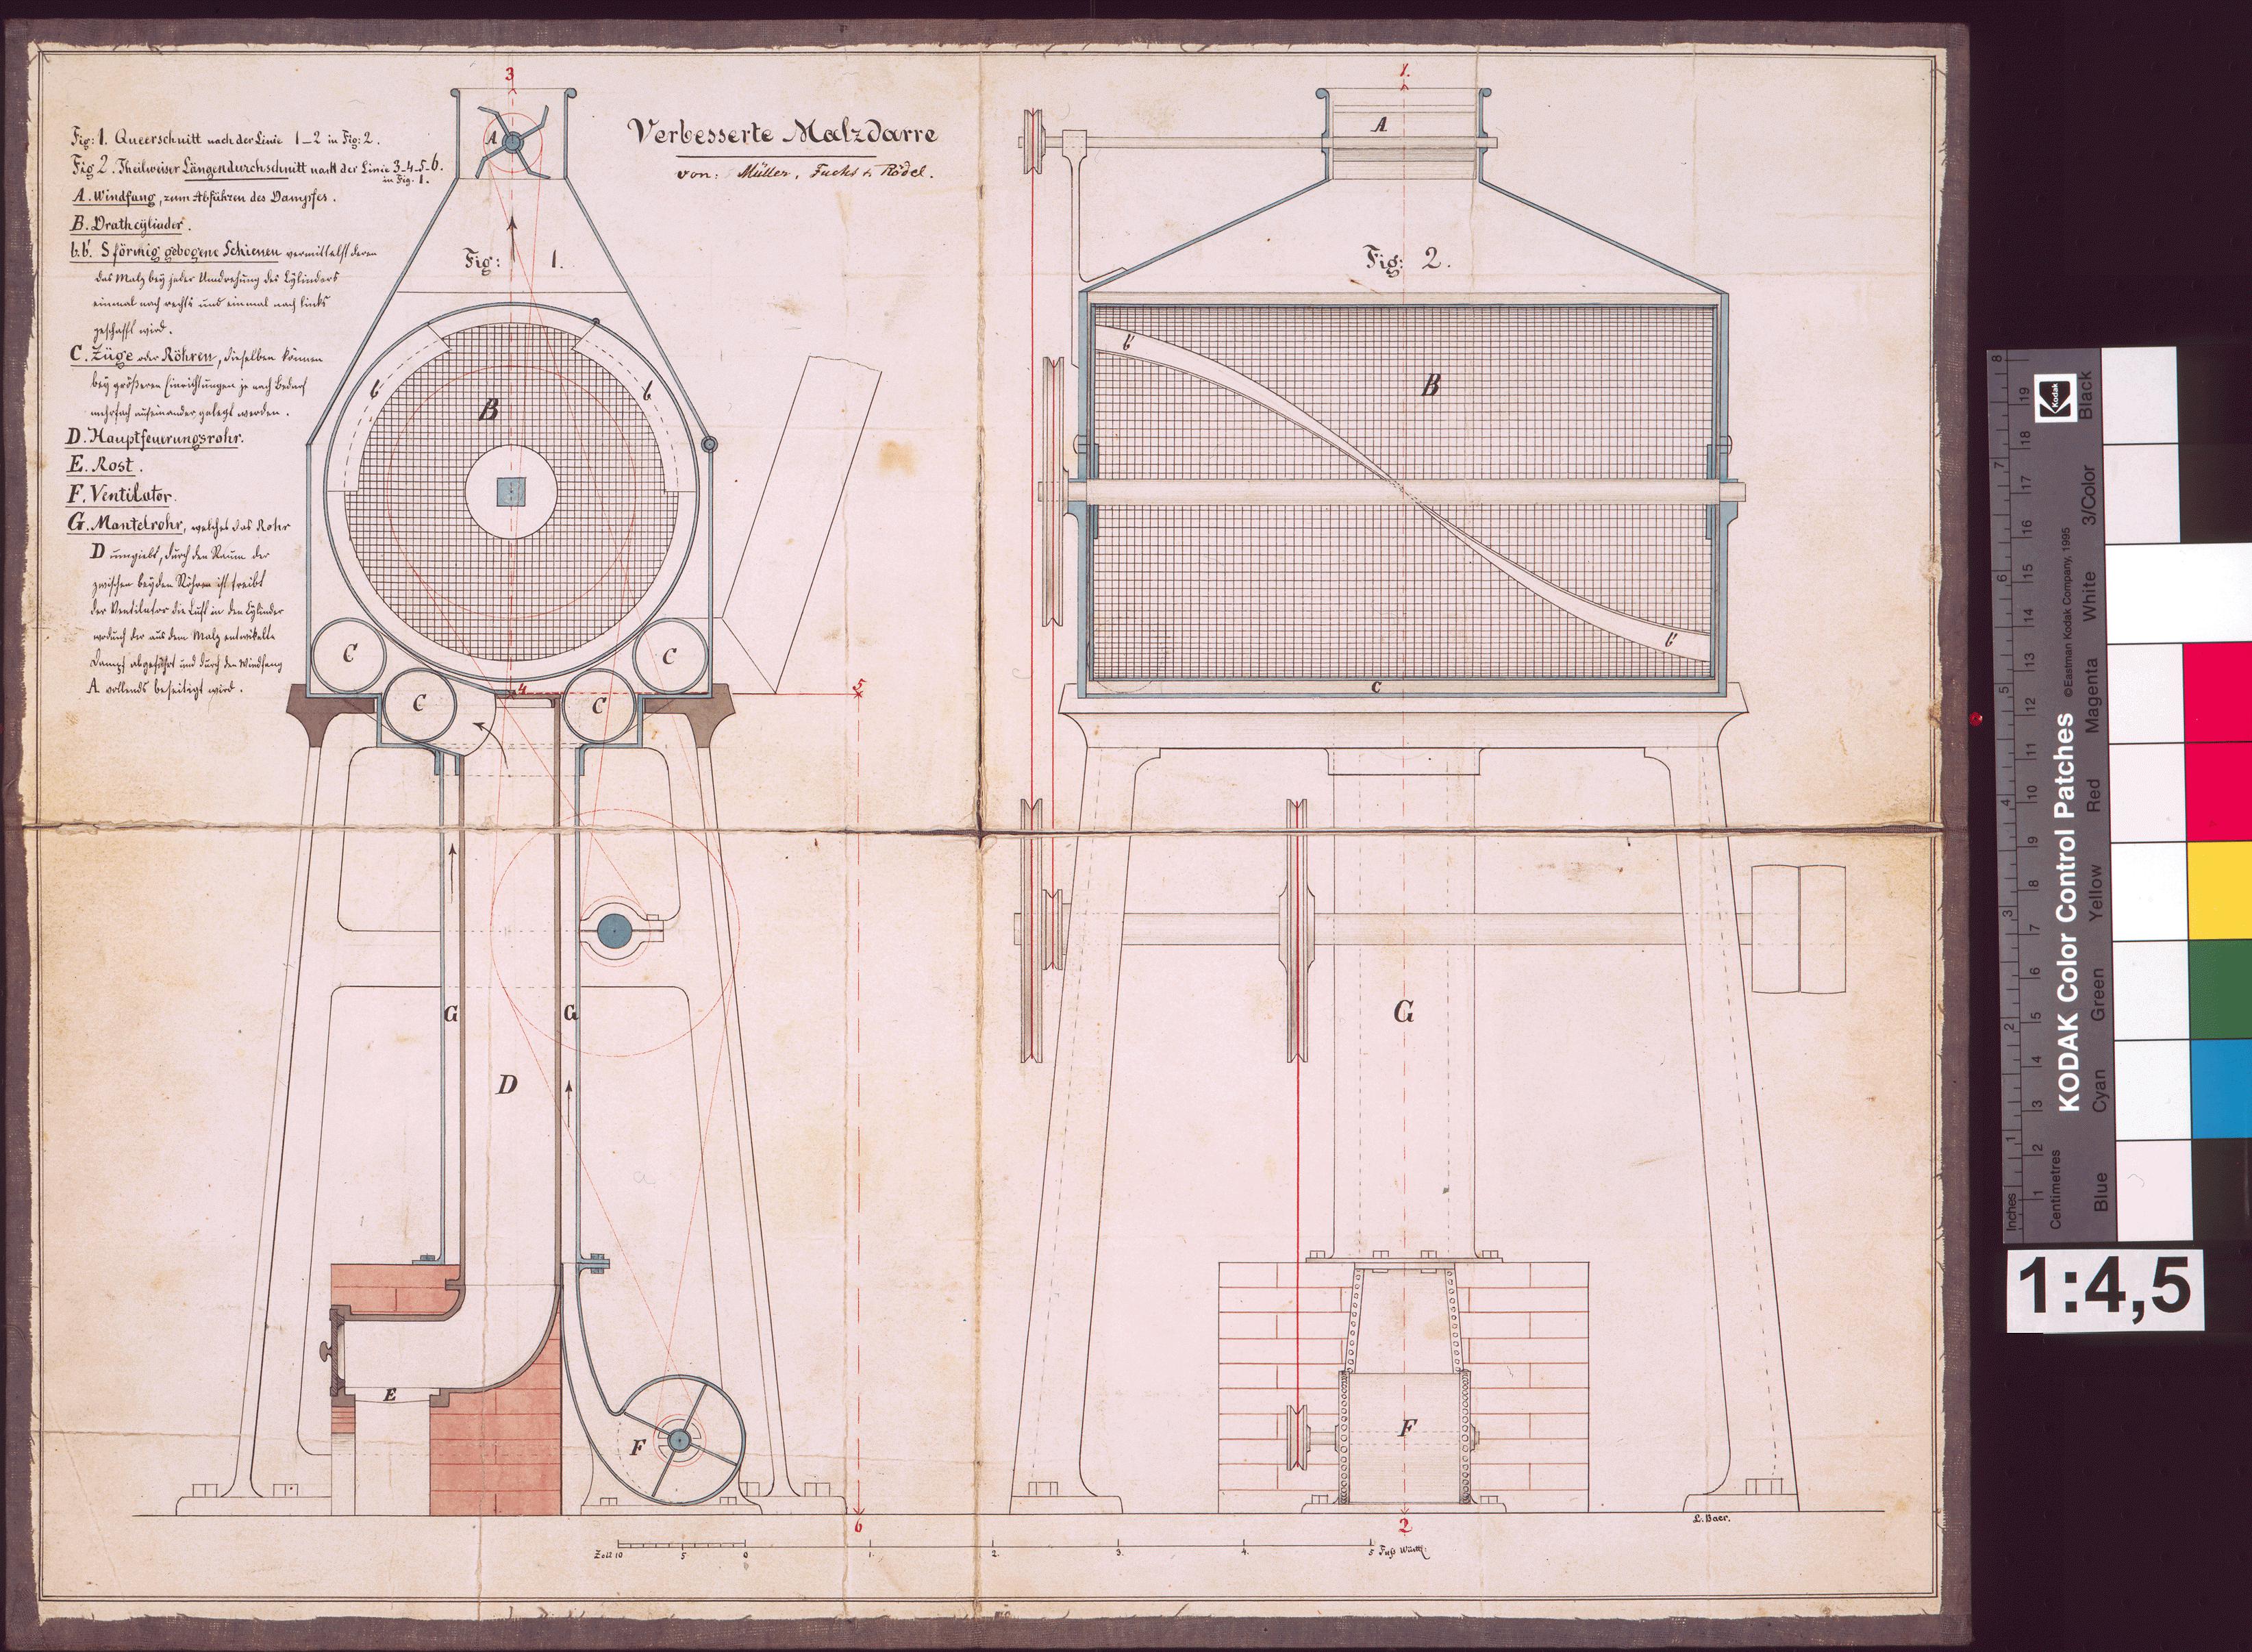 Verbesserte Malzdarre
von: Müller, Fuchs & Rödel.
Fig: 1. Queerschnitt nach der Linie 1_2 in Fig: 2.
Fig 2. Theilweiser Längendurchschnitt nach der Linie 3_4_5_6.
in Fig. 1.
A. Windfang, zum Abführen des Dampfes.
B. Drathcÿlinder.
b.b'. S förmig gebogene Schienen vermittelst deren
das Malz beÿ jeder Umdrehung des Cÿlinders
einmal nach rechts und einmal nach links
geschafft wird.
C. Züge oder Röhren, dieselben können
beÿ größeren Einrichtungen je nach Bedarf
mehrfach aufeinander gelegt werden.
D. Hauptfeuerungsrohr.
E. Rost.
F. Ventilator.
G. Mantelrohr, welches das Rohr
D umgiebt, durch den Raum der
zwischen beÿden Röhren ist treibt
der Ventilator die Luft in den Cÿlinder
wodurch der aus dem Malz entwikelte
Dampf abgeführt und durch den Windfang
A vollends beseitigt wird.
3
A
Fig: 1.
b
b
B
C
C
C
C
4
5
G
G
D
E
F
6
1.
A
Fig: 2.
b'
B
b'
C
G
F
2
L. Baer.
Zoll 10 5 0 1. 2. 3. 4. 5 Fuß Württ:
KODAK Color Control Patches
©Eastman Kodak Company, 1995
Kodak
Inches 1 2 3 4 5 6 7 8
Centimetres 1 2 3 4 5 6 7 8 9 10 11 12 13 14 15 16 17 18 19
Blue Cyan Green Yellow Red Magenta White 3/Color Black
1:4,5